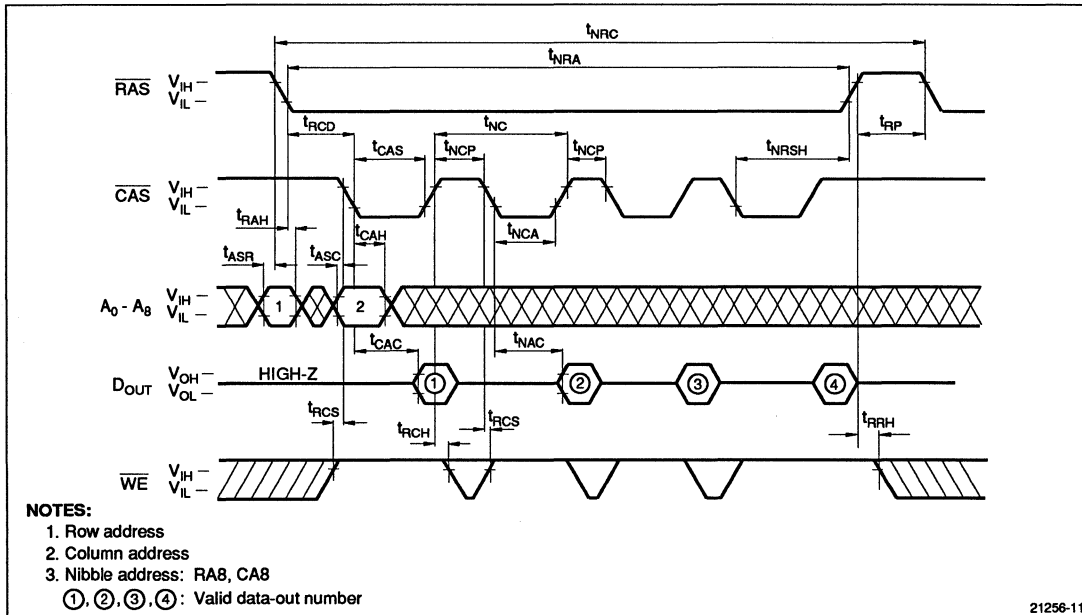 tNRC
tNRA
RAS VIH –
VIL –
tRCD
tNC
tRP
tCAS
tNCP
tNCP
tNRSH
CAS VIH –
VIL –
tRAH
tCAH
tNCA
tASR
tASC
A0 - A8 VIH –
VIL –
1
2
tCAC
tNAC
DOUT VOH –
VOL –
HIGH-Z
①
②
③
④
tRCS
tRCH
tRCS
tRRH
WE VIH –
VIL –
NOTES:
1. Row address
2. Column address
3. Nibble address: RA8, CA8
①, ②, ③, ④: Valid data-out number
21256-11